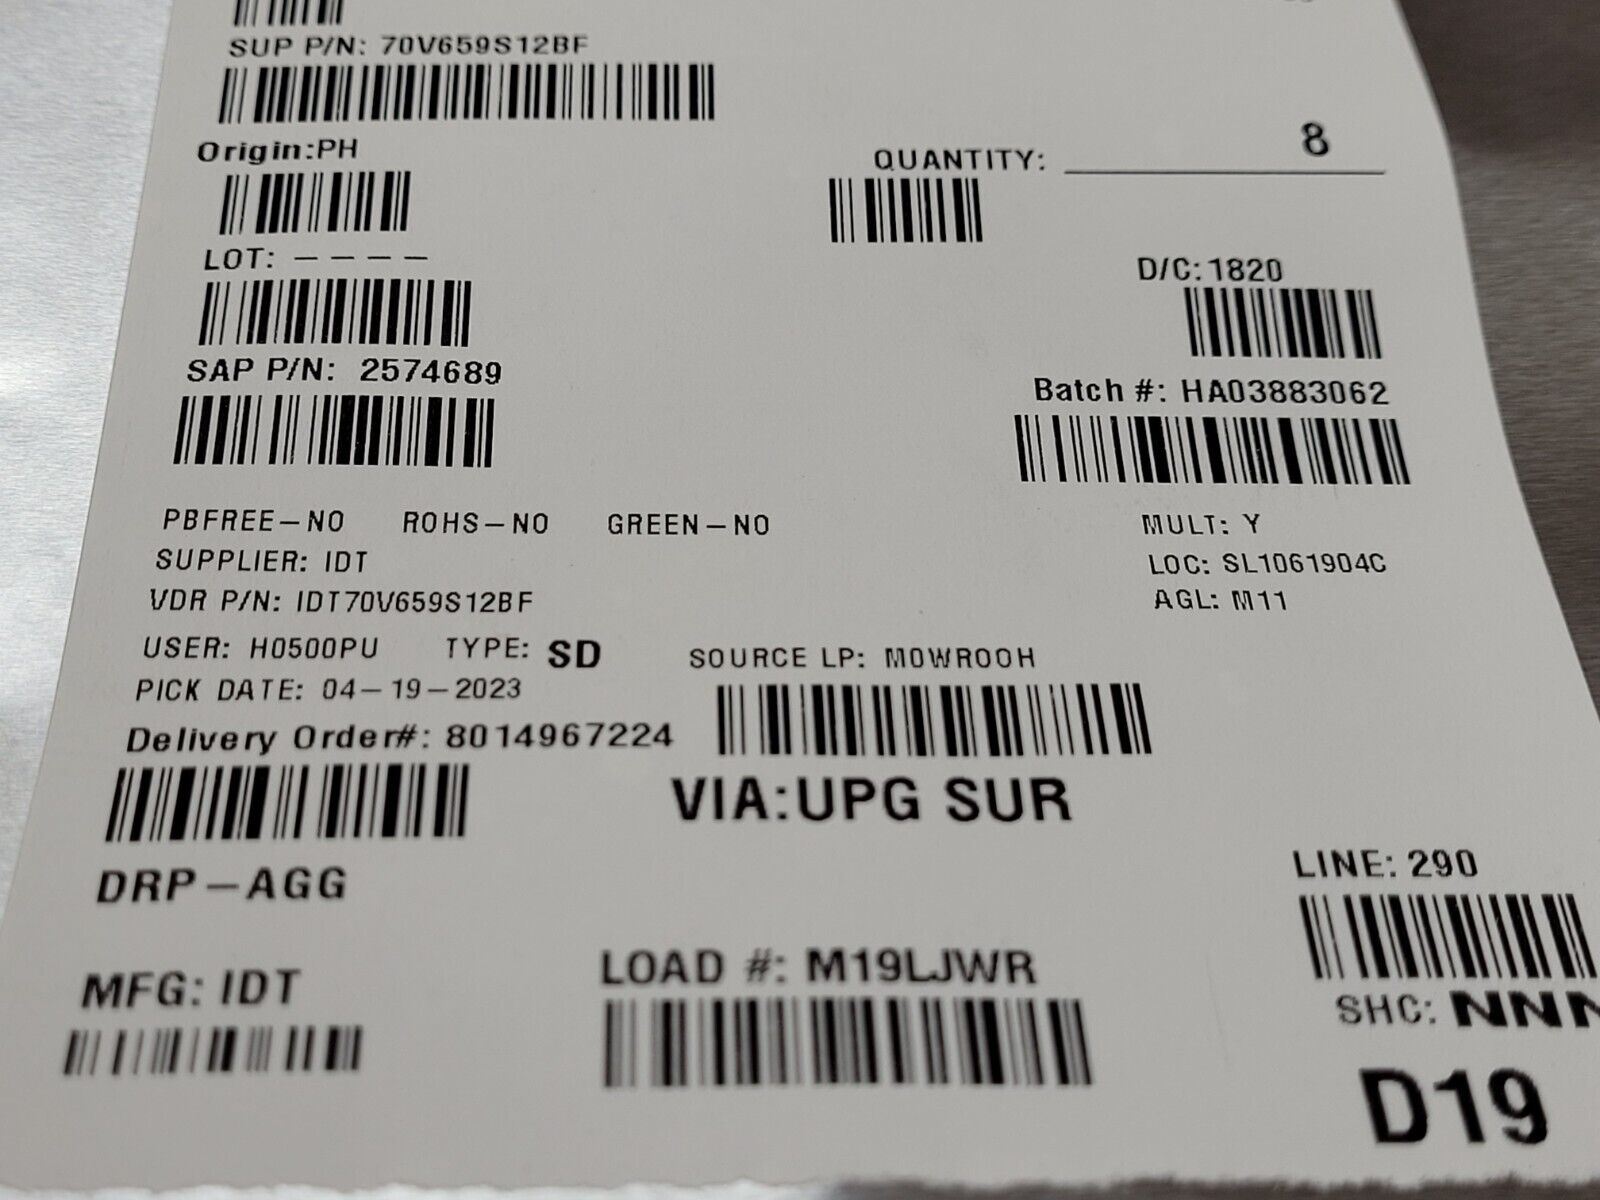 SUP P/N: 70V659S12BF
Origin:PH
QUANTITY: 8
LOT: ----
D/C:1820
SAP P/N: 2574689
Batch #: HA03883062
PBFREE-NO ROHS-NO GREEN-NO
MULT: Y
SUPPLIER: IDT
LOC: SL1061904C
VDR P/N: IDT70V659S12BF
AGL: M11
USER: H0500PU TYPE: SD
SOURCE LP: M0WR00H
PICK DATE: 04-19-2023
Delivery Order#: 8014967224
VIA:UPG SUR
DRP-AGG
LINE: 290
MFG: IDT
LOAD #: M19LJWR
SHC: NNN
D19